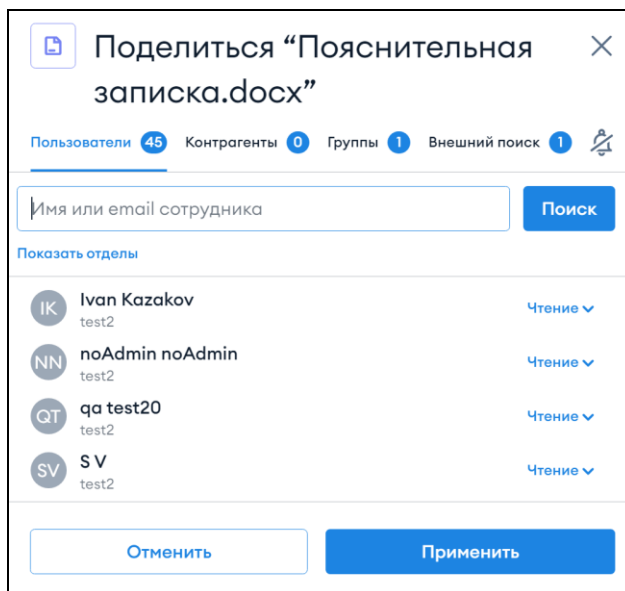 Поделиться “Пояснительная
записка.docx”
Пользователи 45 Контрагенты 0 Группы 1 Внешний поиск 1
Имя или email сотрудника Поиск
Показать отделы
IK Ivan Kazakov Чтение
test2
NN noAdmin noAdmin Чтение
test2
QT qa test20 Чтение
test2
SV S V Чтение
test2
Отменить Применить